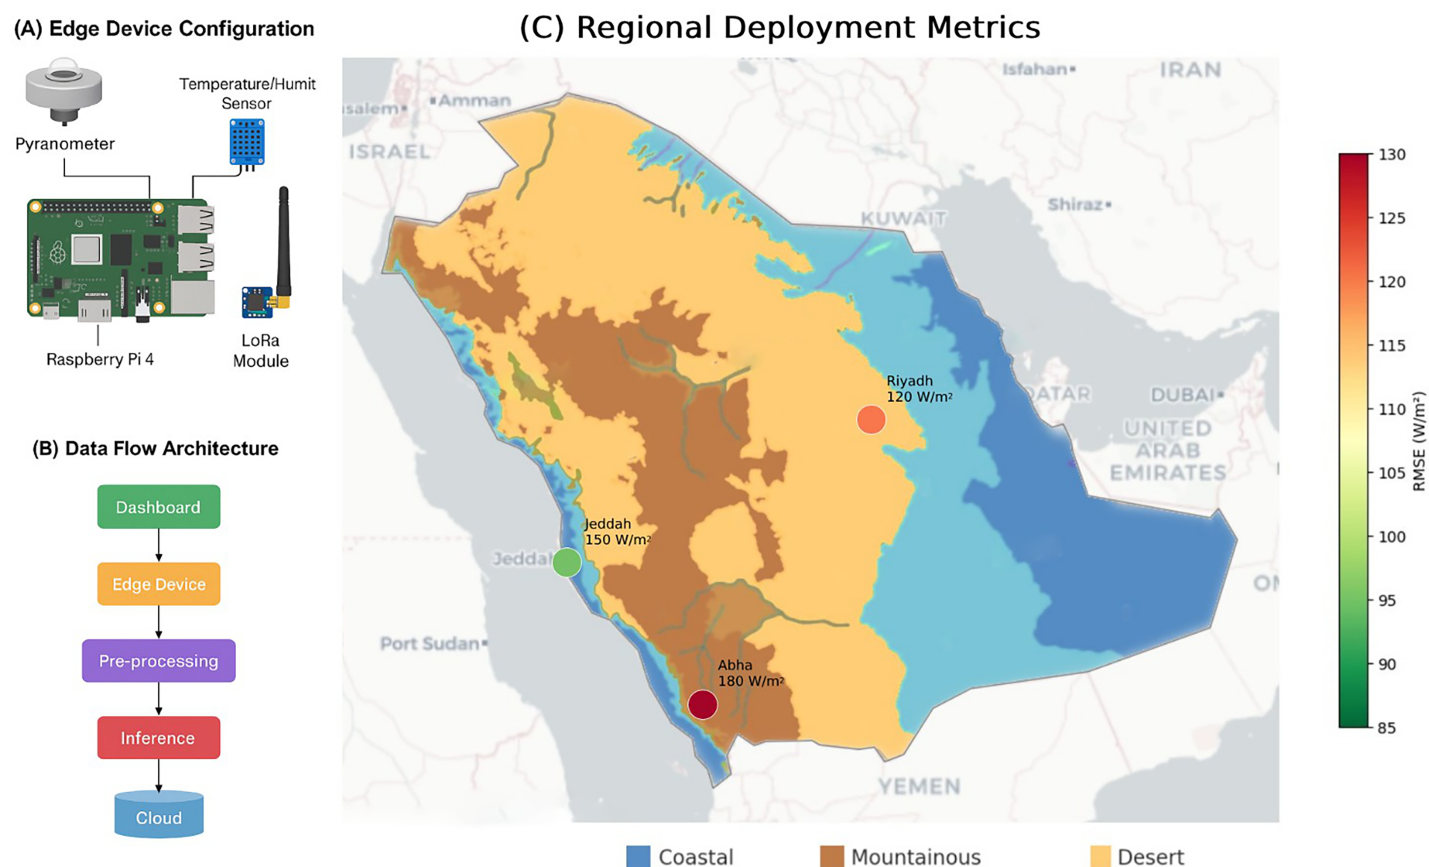 (A) Edge Device Configuration
Temperature/Humit
Sensor
Pyranometer
LoRa
Module
Raspberry Pi 4
(B) Data Flow Architecture
Dashboard
Edge Device
Pre-processing
Inference
Cloud
(C) Regional Deployment Metrics
Isfahan
IRAN
salem
Amman
ISRAEL
KUWAIT
Shiraz
Riyadh
120 W/m²
QATAR
DUBAI
UNITED
ARAB
EMIRATES
Jeddah
150 W/m²
Jeddah
Port Sudan
Abha
180 W/m²
YEMEN
Coastal
Mountainous
Desert
130
125
120
115
110
105
100
95
90
85
RMSE (W/m²)